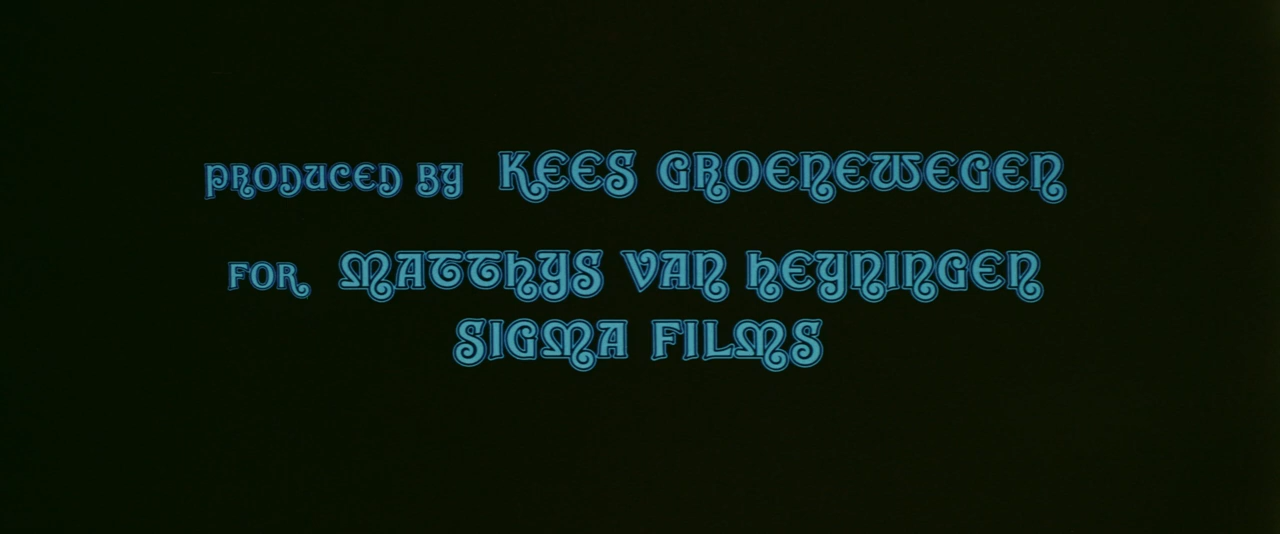 PRODUCED BY KEES GROENEWEGEN
FOR MATTHYS VAN HEYNINGEN
SIGMA FILMS